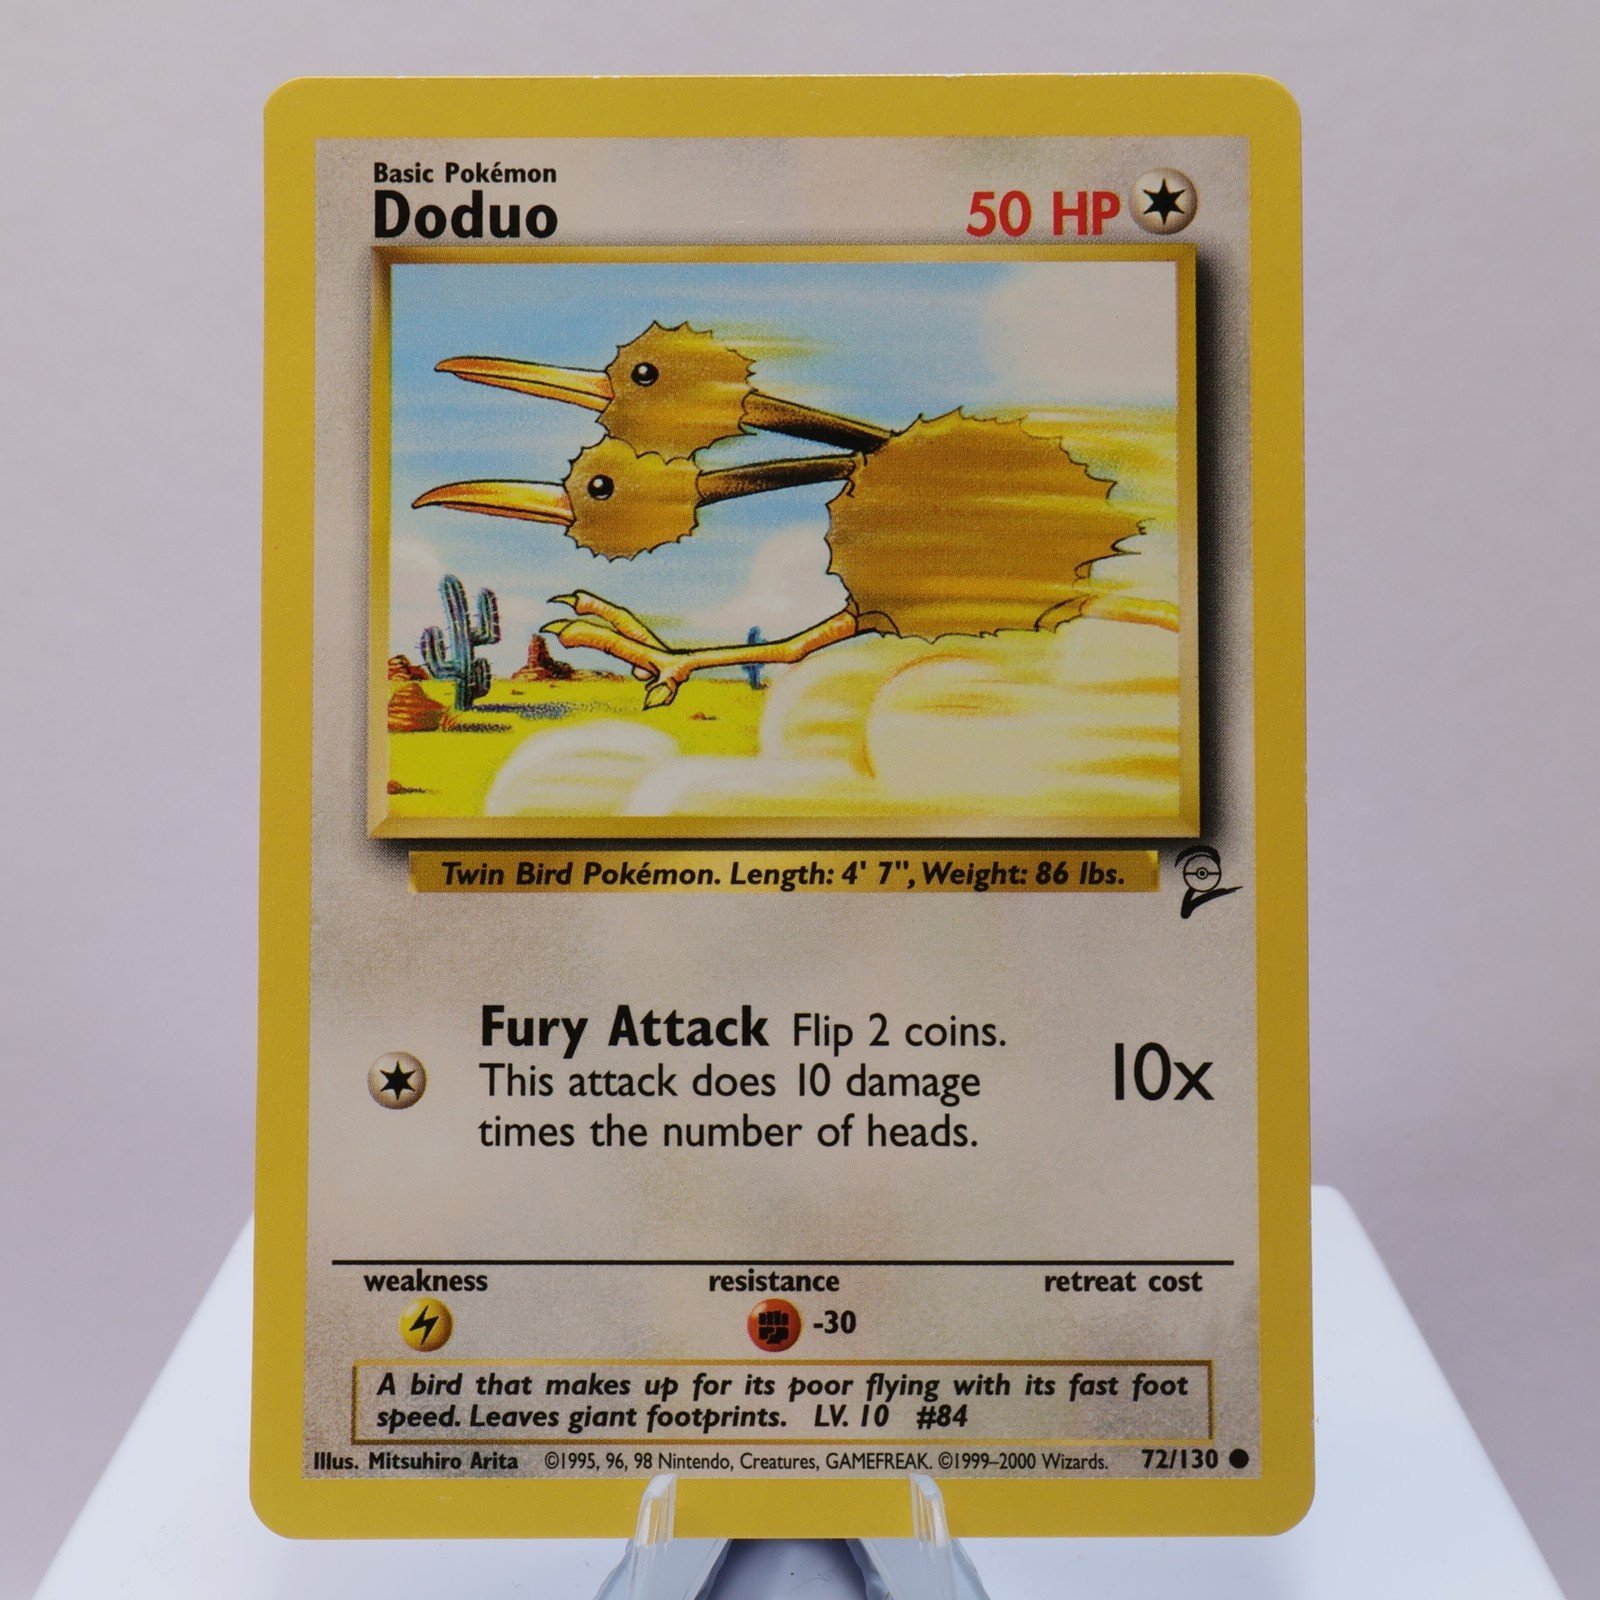 Basic Pokémon
Doduo
50 HP
Twin Bird Pokémon. Length: 4' 7", Weight: 86 lbs.
Fury Attack Flip 2 coins.
This attack does 10 damage
times the number of heads.
10x
weakness resistance retreat cost
-30
A bird that makes up for its poor flying with its fast foot
speed. Leaves giant footprints. LV. 10 #84
Illus. Mitsuhiro Arita ©1995, 96, 98 Nintendo, Creatures, GAMEFREAK. ©1999–2000 Wizards. 72/130 ●